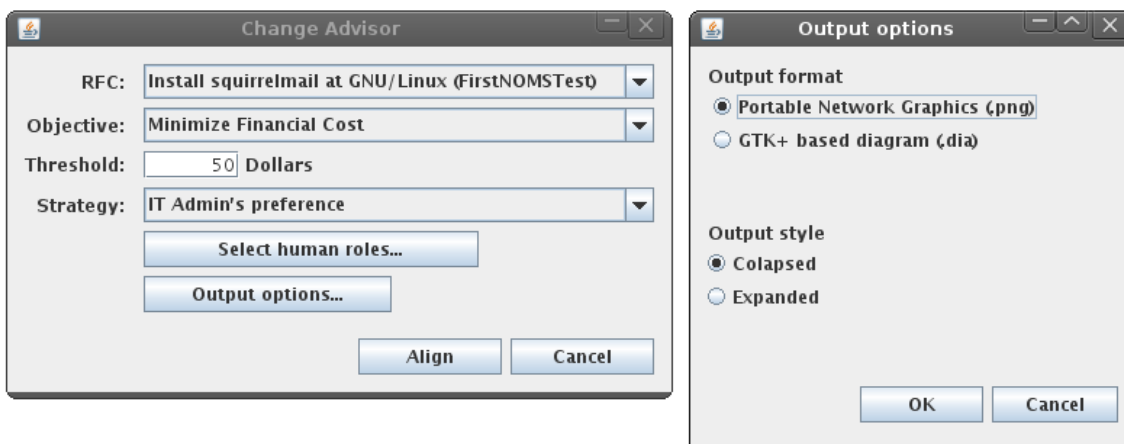 Change Advisor
RFC: Install squirrelmail at GNU/Linux (FirstNOMSTest)
Objective: Minimize Financial Cost
Threshold: 50 Dollars
Strategy: IT Admin's preference
Select human roles...
Output options...
Align Cancel
Output options
Output format
Portable Network Graphics (.png)
GTK+ based diagram (.dia)
Output style
Colapsed
Expanded
OK Cancel